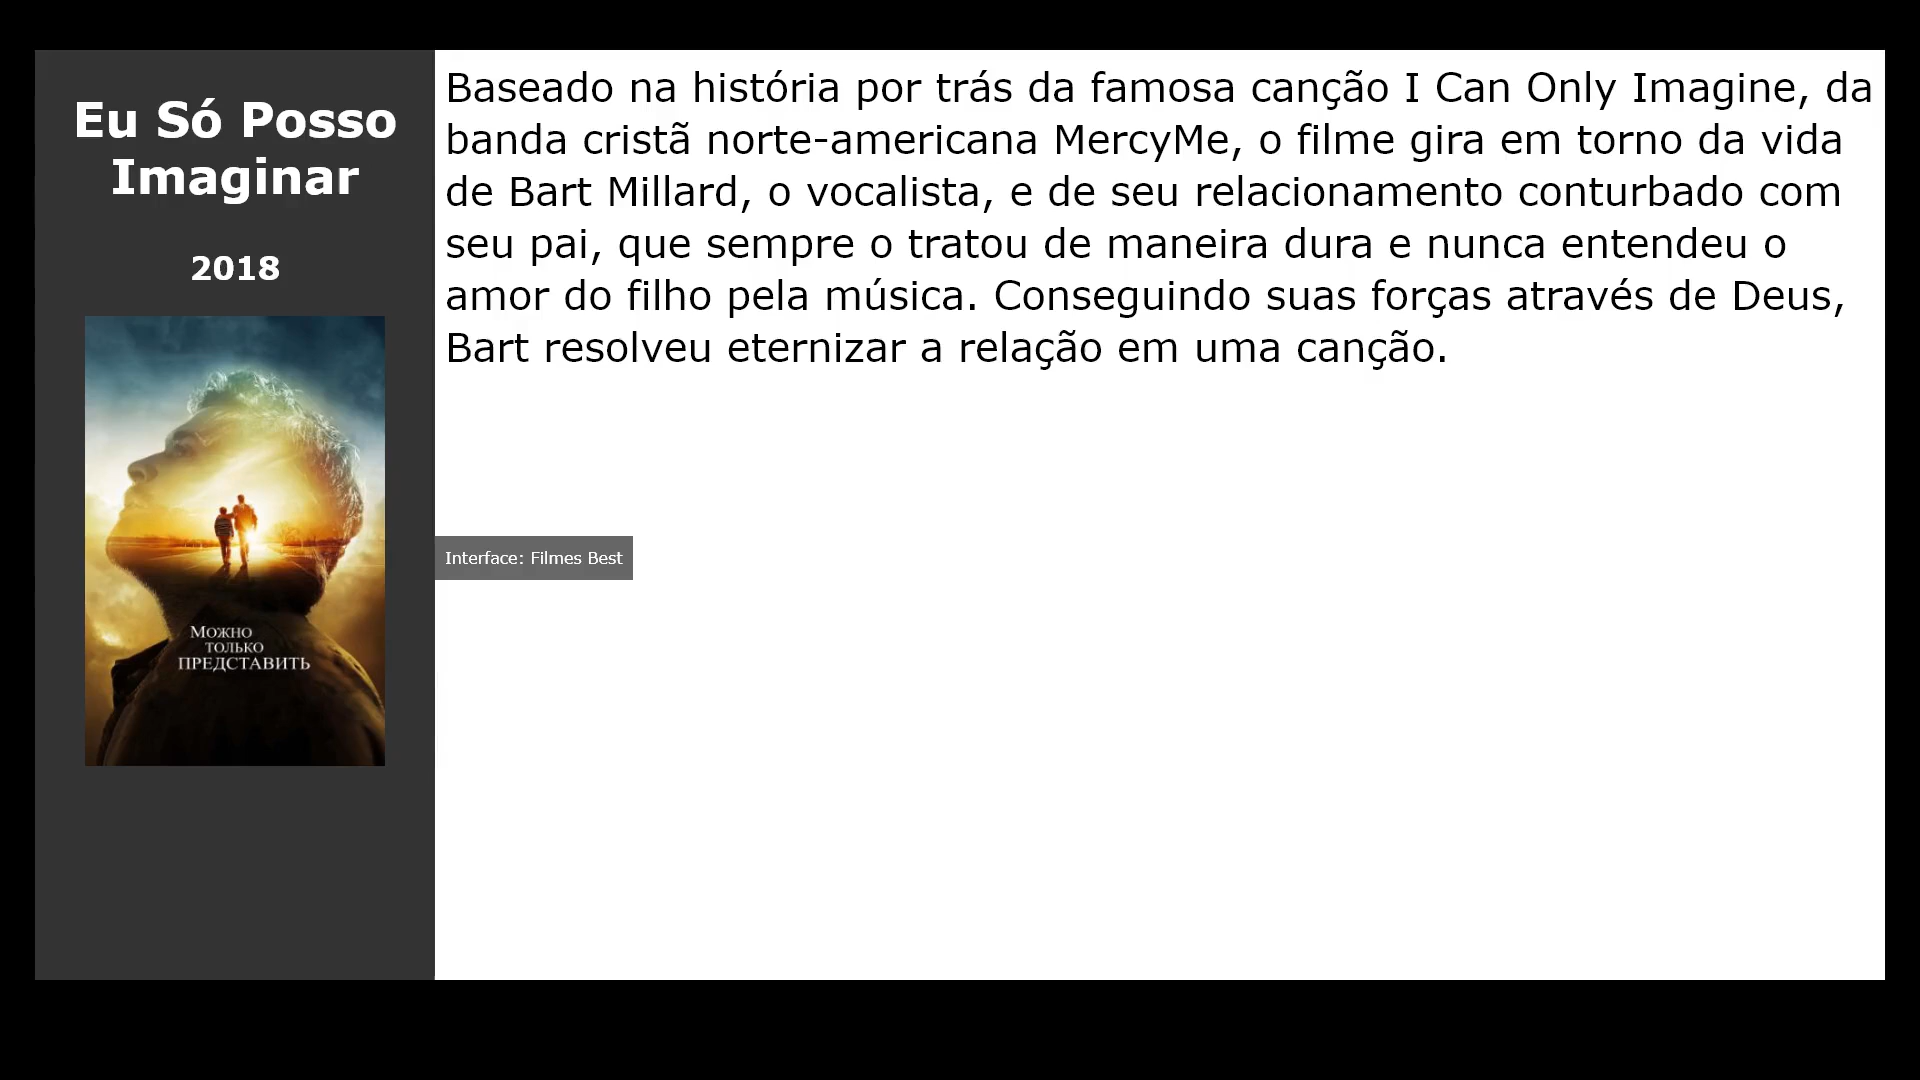 Eu Só Posso
Imaginar
2018
Можно
только
представить
Baseado na história por trás da famosa canção I Can Only Imagine, da
banda cristã norte-americana MercyMe, o filme gira em torno da vida
de Bart Millard, o vocalista, e de seu relacionamento conturbado com
seu pai, que sempre o tratou de maneira dura e nunca entendeu o
amor do filho pela música. Conseguindo suas forças através de Deus,
Bart resolveu eternizar a relação em uma canção.
Interface: Filmes Best